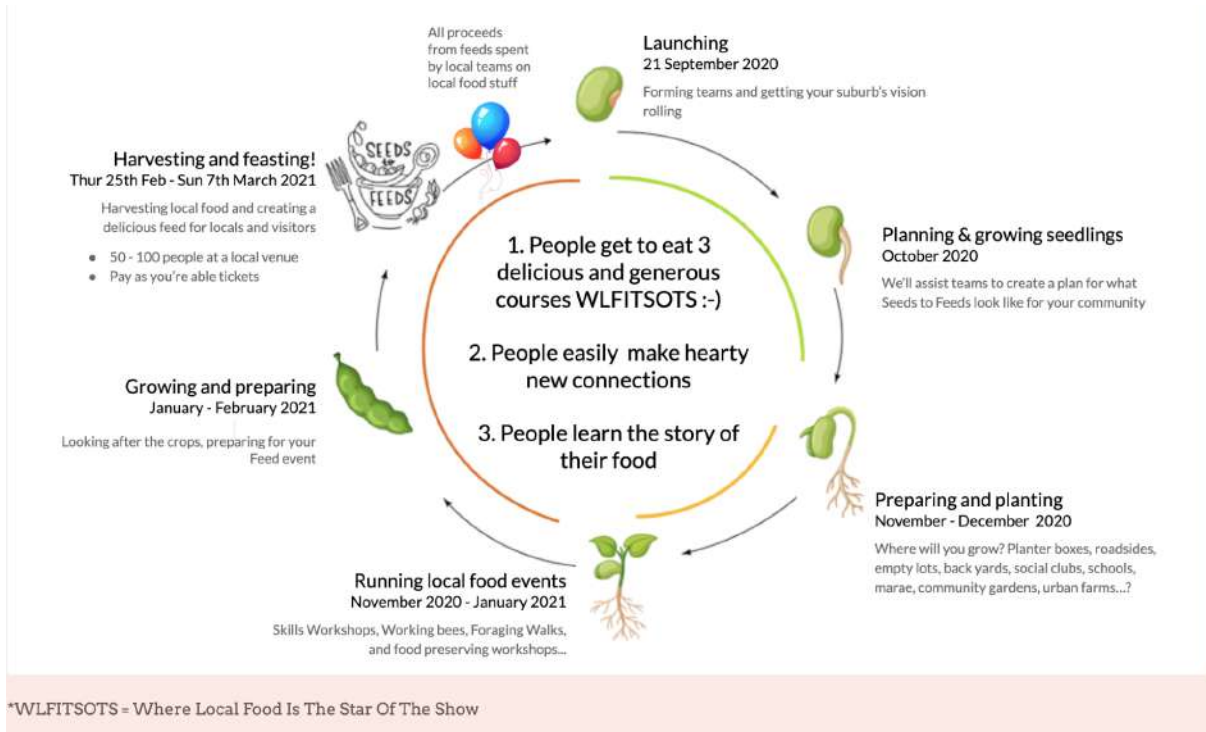 All proceeds
from feeds spent
by local teams on
local food stuff
Launching
21 September 2020
Forming teams and getting your suburb's vision
rolling
Planning & growing seedlings
October 2020
We'll assist teams to create a plan for what
Seeds to Feeds look like for your community
Preparing and planting
November - December 2020
Where will you grow? Planter boxes, roadsides,
empty lots, back yards, social clubs, schools,
marae, community gardens, urban farms...?
Running local food events
November 2020 - January 2021
Skills Workshops, Working bees, Foraging Walks,
and food preserving workshops...
Growing and preparing
January - February 2021
Looking after the crops, preparing for your
Feed event
Harvesting and feasting!
Thur 25th Feb - Sun 7th March 2021
Harvesting local food and creating a
delicious feed for locals and visitors
● 50 - 100 people at a local venue
● Pay as you're able tickets
SEEDS
to
FEEDS
1. People get to eat 3
delicious and generous
courses WLFITSOTS :-)
2. People easily make hearty
new connections
3. People learn the story of
their food
*WLFITSOTS = Where Local Food Is The Star Of The Show